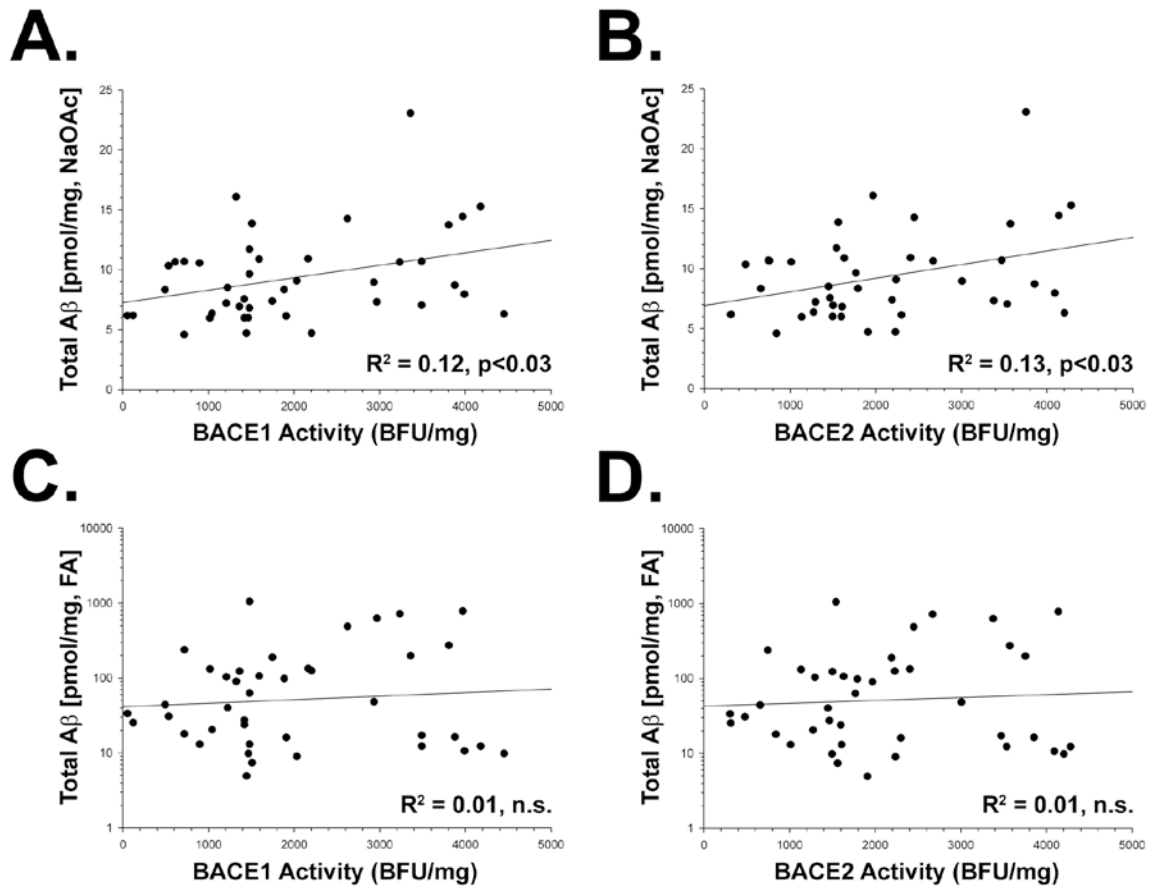 A.
B.
Total Aβ [pmol/mg, NaOAc]
25
20
15
10
5
0
R² = 0.12, p<0.03
0 1000 2000 3000 4000 5000
BACE1 Activity (BFU/mg)
Total Aβ [pmol/mg, NaOAc]
25
20
15
10
5
0
R² = 0.13, p<0.03
0 1000 2000 3000 4000 5000
BACE2 Activity (BFU/mg)
C.
D.
Total Aβ [pmol/mg, FA]
10000
1000
100
10
1
R² = 0.01, n.s.
0 1000 2000 3000 4000 5000
BACE1 Activity (BFU/mg)
Total Aβ [pmol/mg, FA]
10000
1000
100
10
1
R² = 0.01, n.s.
0 1000 2000 3000 4000 5000
BACE2 Activity (BFU/mg)